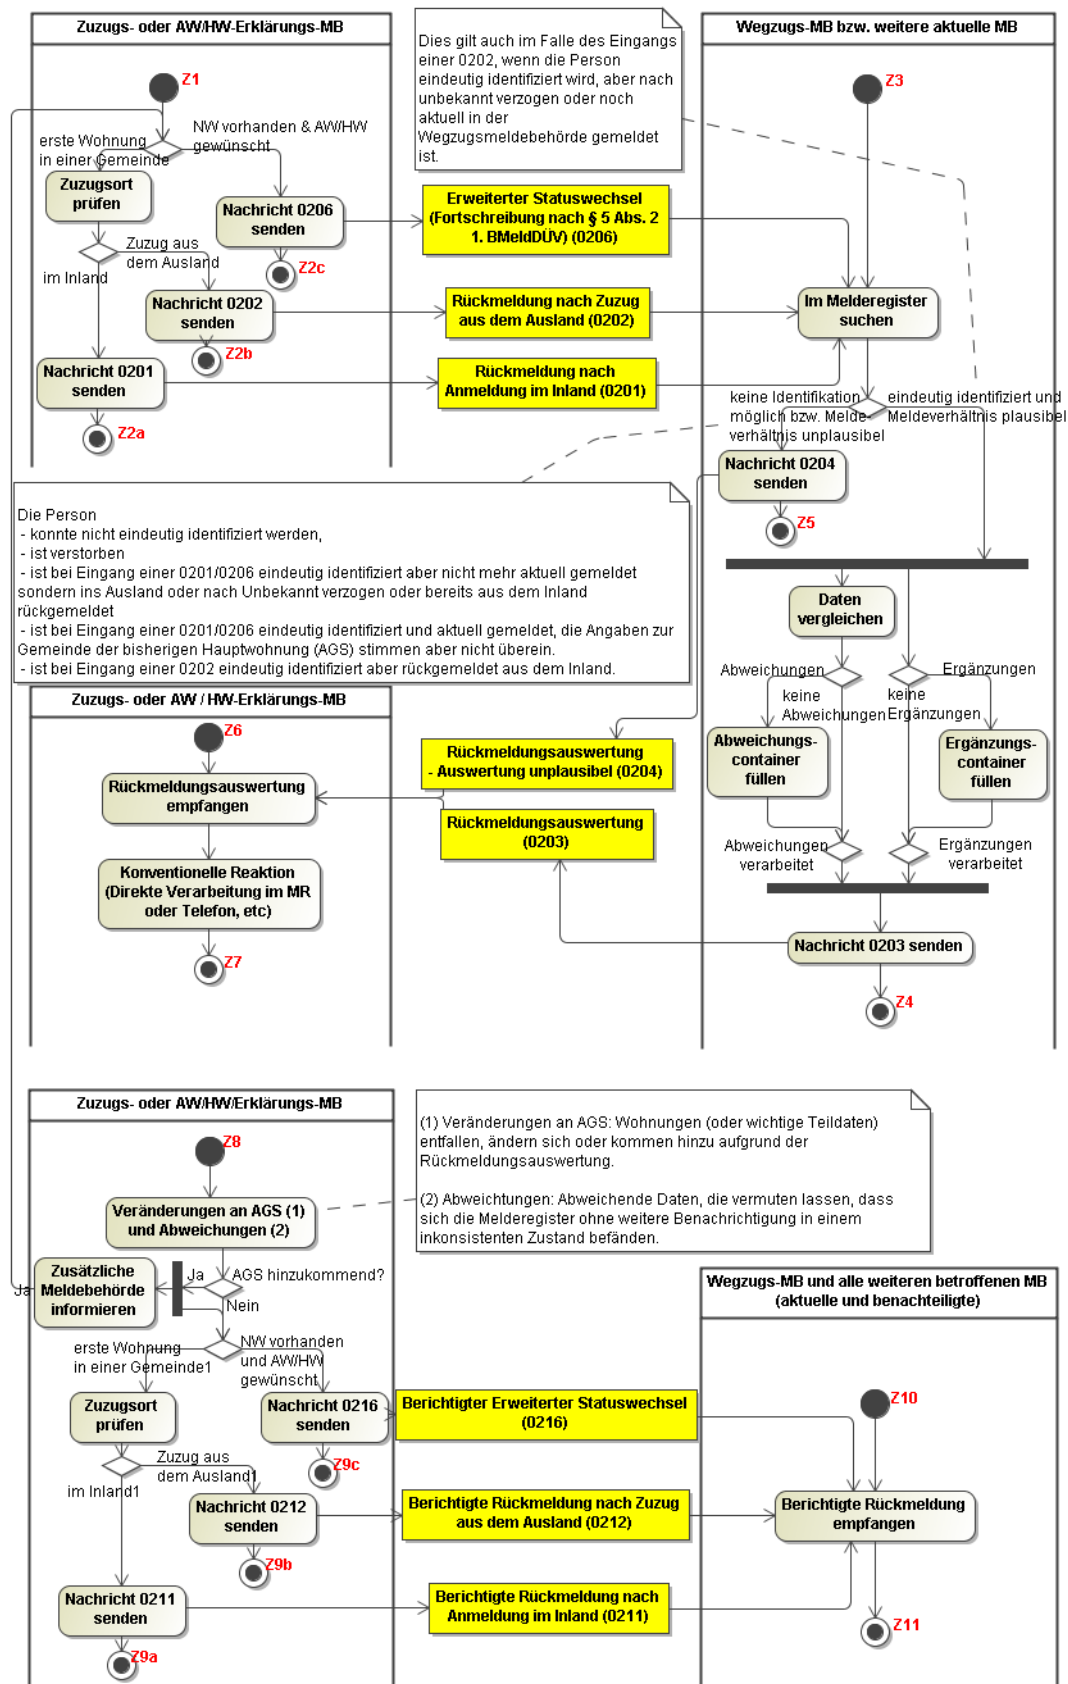 Zuzugs- oder AW/HW-Erklärungs-MB
Z1
erste Wohnung
in einer Gemeinde
NW vorhanden & AW/HW
gewünscht
Zuzugsort
prüfen
Nachricht 0206
senden
Z2c
Zuzug aus
dem Ausland
im Inland
Nachricht 0202
senden
Z2b
Nachricht 0201
senden
Z2a
Dies gilt auch im Falle des Eingangs
einer 0202, wenn die Person
eindeutig identifiziert wird, aber nach
unbekannt verzogen oder noch
aktuell in der
Wegzugsmeldebehörde gemeldet
ist.
Erweiterter Statuswechsel
(Fortschreibung nach § 5 Abs. 2
1. BMeldDÜV) (0206)
Rückmeldung nach Zuzug
aus dem Ausland (0202)
Rückmeldung nach
Anmeldung im Inland (0201)
Wegzugs-MB bzw. weitere aktuelle MB
Z3
Im Melderegister
suchen
keine Identifikation
möglich bzw. Melde-
verhältnis unplausibel
eindeutig identifiziert und
Meldeverhältnis plausibel
Nachricht 0204
senden
Z5
Die Person
- konnte nicht eindeutig identifiziert werden,
- ist verstorben
- ist bei Eingang einer 0201/0206 eindeutig identifiziert aber nicht mehr aktuell gemeldet
sondern ins Ausland oder nach Unbekannt verzogen oder bereits aus dem Inland
rückgemeldet
- ist bei Eingang einer 0201/0206 eindeutig identifiziert und aktuell gemeldet, die Angaben zur
Gemeinde der bisherigen Hauptwohnung (AGS) stimmen aber nicht überein.
- ist bei Eingang einer 0202 eindeutig identifiziert aber rückgemeldet aus dem Inland.
Daten
vergleichen
Abweichungen
keine
Abweichungen
Ergänzungen
keine
Ergänzungen
Abweichungs-
container
füllen
Ergänzungs-
container
füllen
Abweichungen
verarbeitet
Ergänzungen
verarbeitet
Nachricht 0203 senden
Z4
Zuzugs- oder AW / HW-Erklärungs-MB
Z6
Rückmeldungsauswertung
empfangen
Konventionelle Reaktion
(Direkte Verarbeitung im MR
oder Telefon, etc)
Z7
Rückmeldungsauswertung
- Auswertung unplausibel (0204)
Rückmeldungsauswertung
(0203)
Zuzugs- oder AW/HW/Erklärungs-MB
Z8
Veränderungen an AGS (1)
und Abweichungen (2)
(1) Veränderungen an AGS: Wohnungen (oder wichtige Teildaten)
entfallen, ändern sich oder kommen hinzu aufgrund der
Rückmeldungsauswertung.
(2) Abweichtungen: Abweichende Daten, die vermuten lassen, dass
sich die Melderegister ohne weitere Benachrichtigung in einem
inkonsistenten Zustand befänden.
Zusätzliche
Meldebehörde
informieren
Ja
Ja
AGS hinzukommend?
Nein
erste Wohnung
in einer Gemeinde1
NW vorhanden
und AW/HW
gewünscht
Zuzugsort
prüfen
Nachricht 0216
senden
Z9c
Zuzug aus
dem Ausland1
im Inland1
Nachricht 0212
senden
Z9b
Nachricht 0211
senden
Z9a
Berichtigter Erweiterter Statuswechsel
(0216)
Berichtigte Rückmeldung nach Zuzug
aus dem Ausland (0212)
Berichtigte Rückmeldung nach
Anmeldung im Inland (0211)
Wegzugs-MB und alle weiteren betroffenen MB
(aktuelle und benachteiligte)
Z10
Berichtigte Rückmeldung
empfangen
Z11